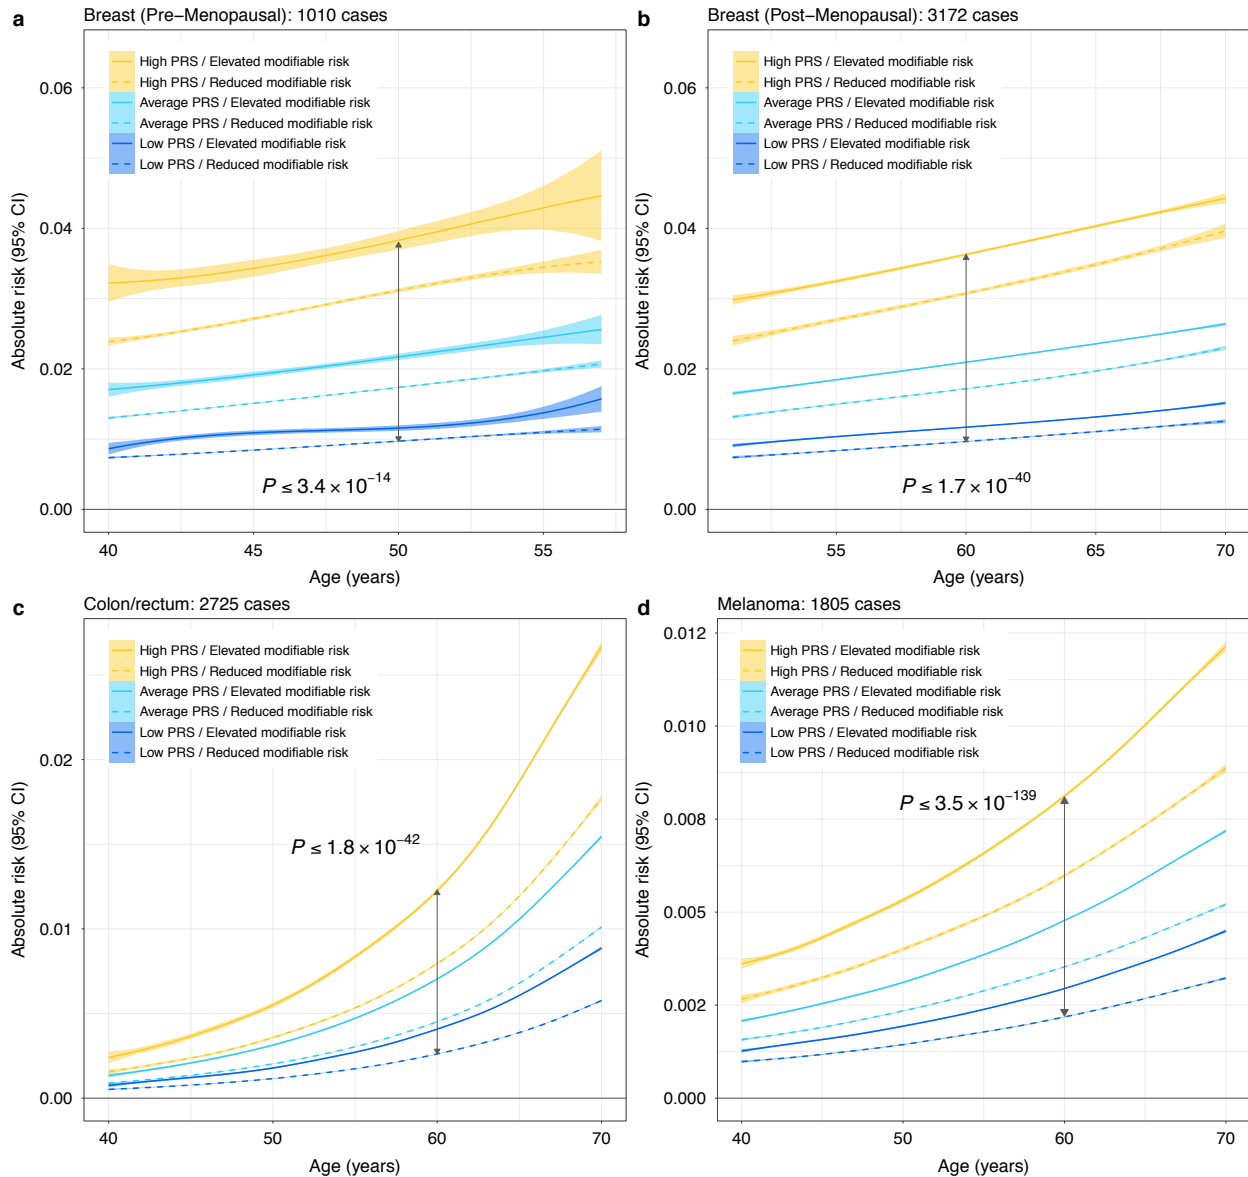 a Breast (Pre−Menopausal): 1010 cases
High PRS / Elevated modifiable risk
High PRS / Reduced modifiable risk
Average PRS / Elevated modifiable risk
Average PRS / Reduced modifiable risk
Low PRS / Elevated modifiable risk
Low PRS / Reduced modifiable risk
Absolute risk (95% CI)
0.06
0.04
0.02
0.00
P ≤ 3.4 × 10−14
40 45 50 55
Age (years)
b Breast (Post−Menopausal): 3172 cases
High PRS / Elevated modifiable risk
High PRS / Reduced modifiable risk
Average PRS / Elevated modifiable risk
Average PRS / Reduced modifiable risk
Low PRS / Elevated modifiable risk
Low PRS / Reduced modifiable risk
Absolute risk (95% CI)
0.06
0.04
0.02
0.00
P ≤ 1.7 × 10−40
55 60 65 70
Age (years)
c Colon/rectum: 2725 cases
High PRS / Elevated modifiable risk
High PRS / Reduced modifiable risk
Average PRS / Elevated modifiable risk
Average PRS / Reduced modifiable risk
Low PRS / Elevated modifiable risk
Low PRS / Reduced modifiable risk
Absolute risk (95% CI)
0.02
0.01
0.00
P ≤ 1.8 × 10−42
40 50 60 70
Age (years)
d Melanoma: 1805 cases
High PRS / Elevated modifiable risk
High PRS / Reduced modifiable risk
Average PRS / Elevated modifiable risk
Average PRS / Reduced modifiable risk
Low PRS / Elevated modifiable risk
Low PRS / Reduced modifiable risk
Absolute risk (95% CI)
0.012
0.010
0.008
0.005
0.002
0.000
P ≤ 3.5 × 10−139
40 50 60 70
Age (years)